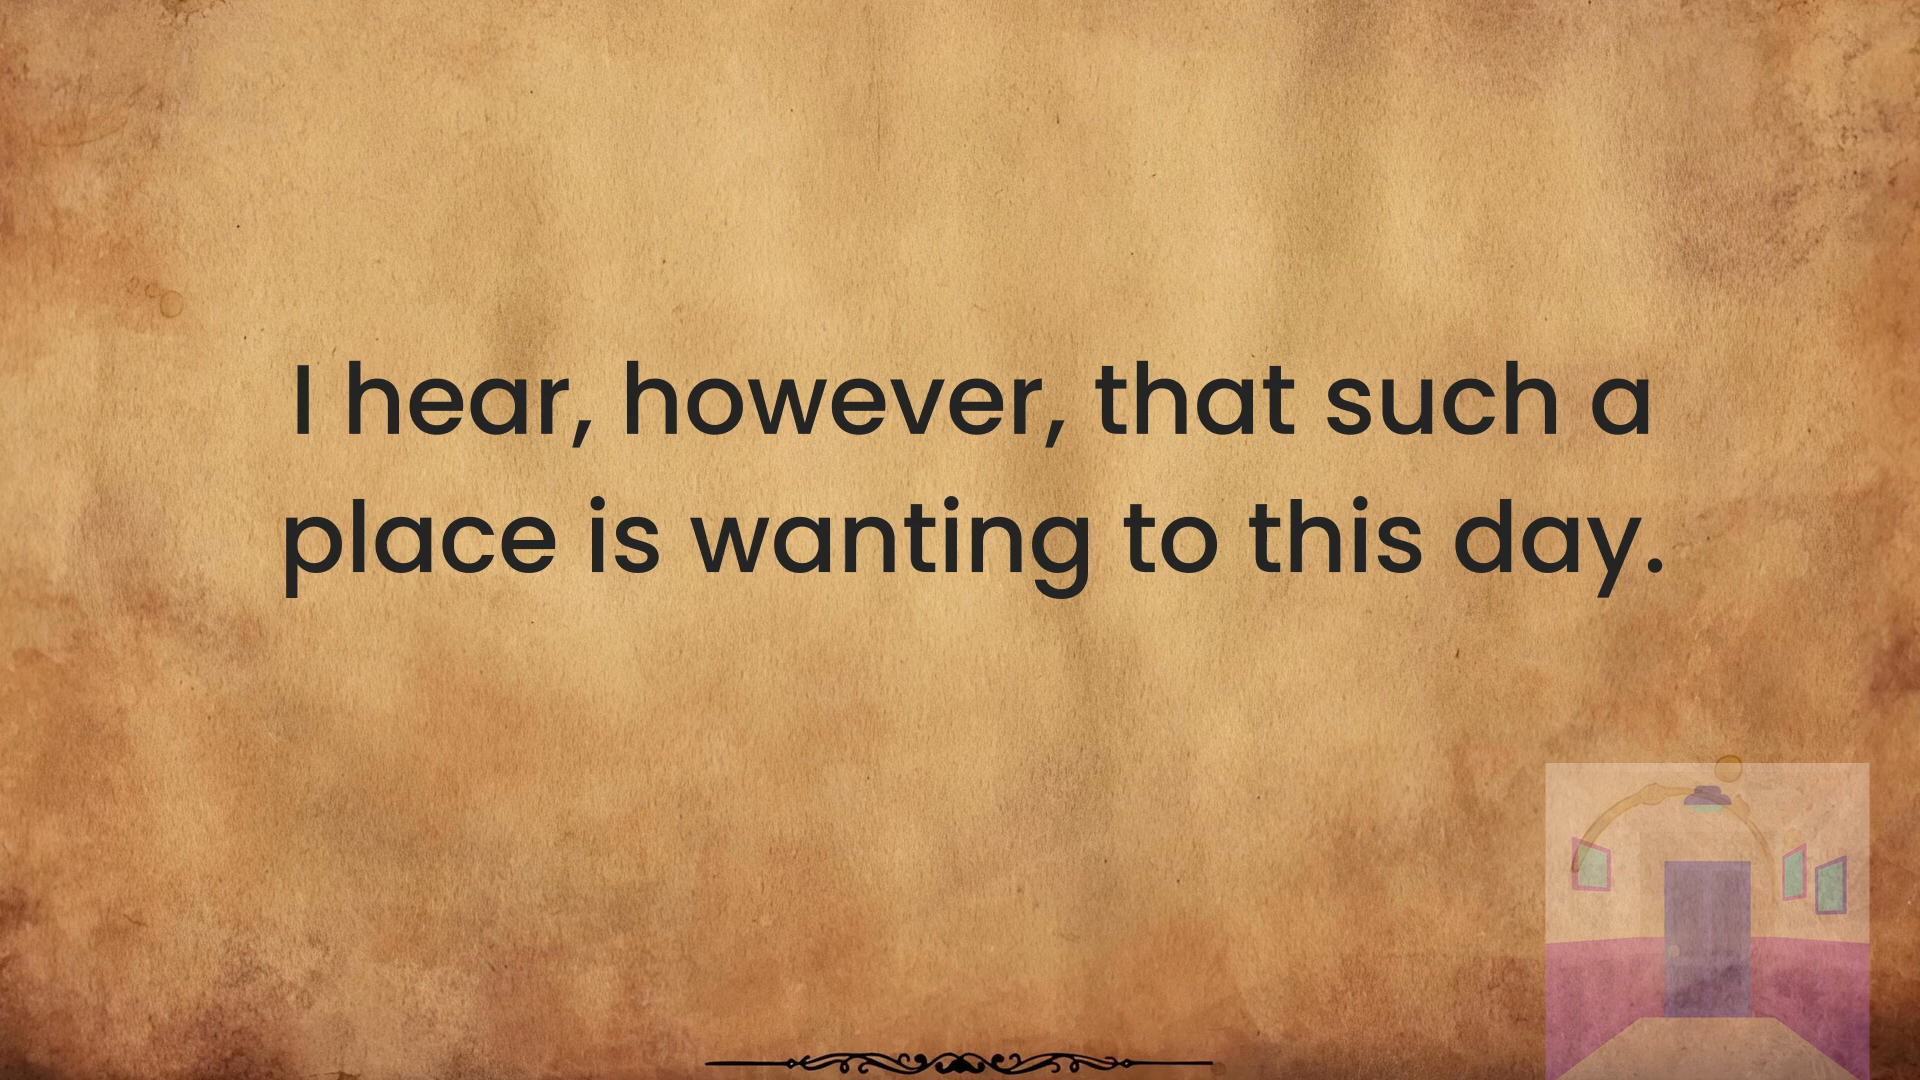 I hear, however, that such a
place is wanting to this day.